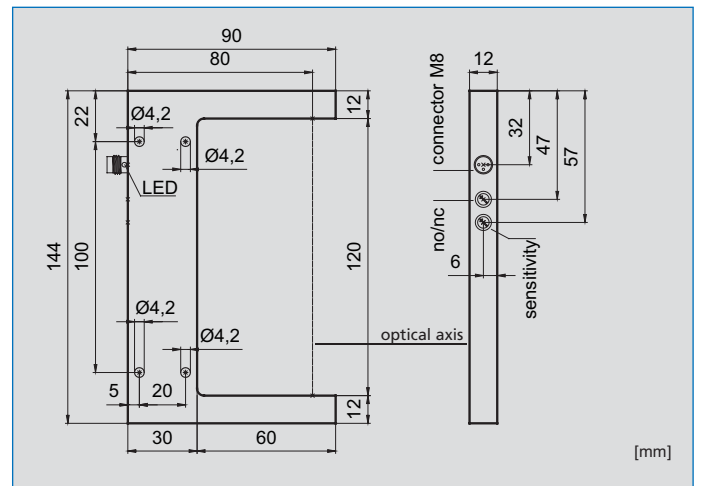 90
80
12
connector M8
22
Ø4,2
12
32
47
57
Ø4,2
LED
no/nc
144
100
120
6
sensitivity
Ø4,2
Ø4,2
optical axis
5
20
12
30
60
[mm]